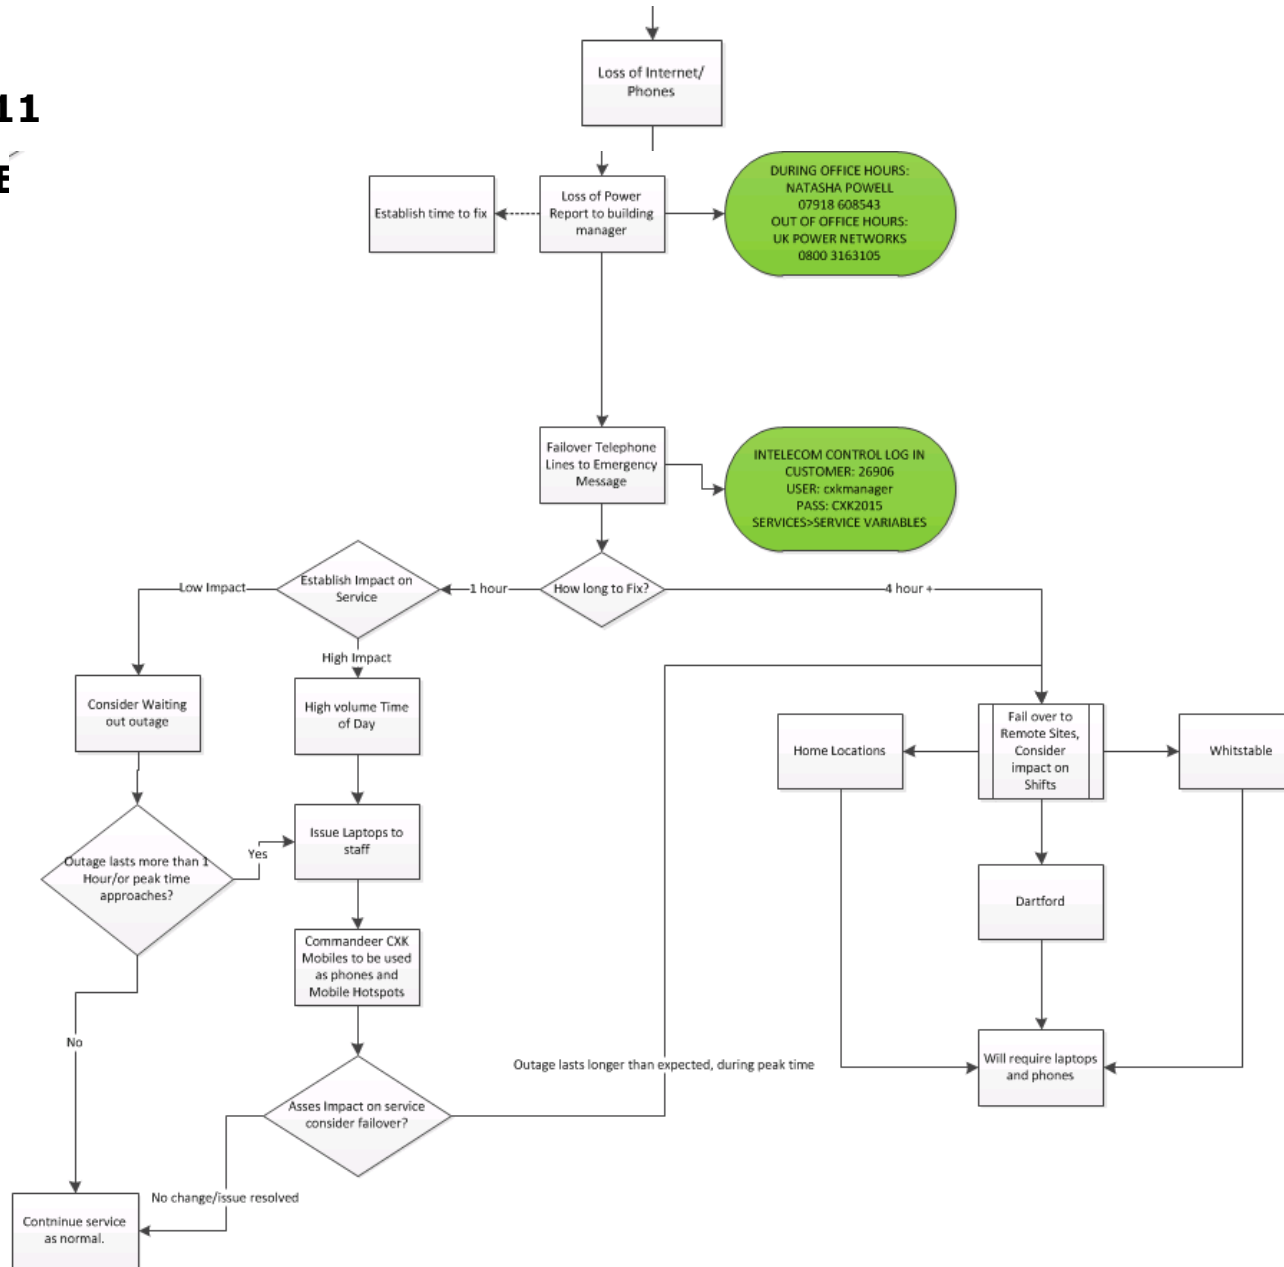 11
E
Loss of Internet/
Phones
Establish time to fix
Loss of Power
Report to building
manager
DURING OFFICE HOURS:
NATASHA POWELL
07918 608543
OUT OF OFFICE HOURS:
UK POWER NETWORKS
0800 3163105
Failover Telephone
Lines to Emergency
Message
INTELECOM CONTROL LOG IN
CUSTOMER: 26906
USER: cxkmanager
PASS: CXK2015
SERVICES>SERVICE VARIABLES
Low Impact
Establish Impact on
Service
1 hour
How long to Fix?
4 hour +
High Impact
Consider Waiting
out outage
High volume Time
of Day
Home Locations
Fail over to
Remote Sites,
Consider
impact on
Shifts
Whitstable
Outage lasts more than 1
Hour/or peak time
approaches?
Yes
Issue Laptops to
staff
Dartford
Commandeer CXK
Mobiles to be used
as phones and
Mobile Hotspots
No
Outage lasts longer than expected, during peak time
Will require laptops
and phones
Asses Impact on service
consider failover?
No change/issue resolved
Contninue service
as normal.